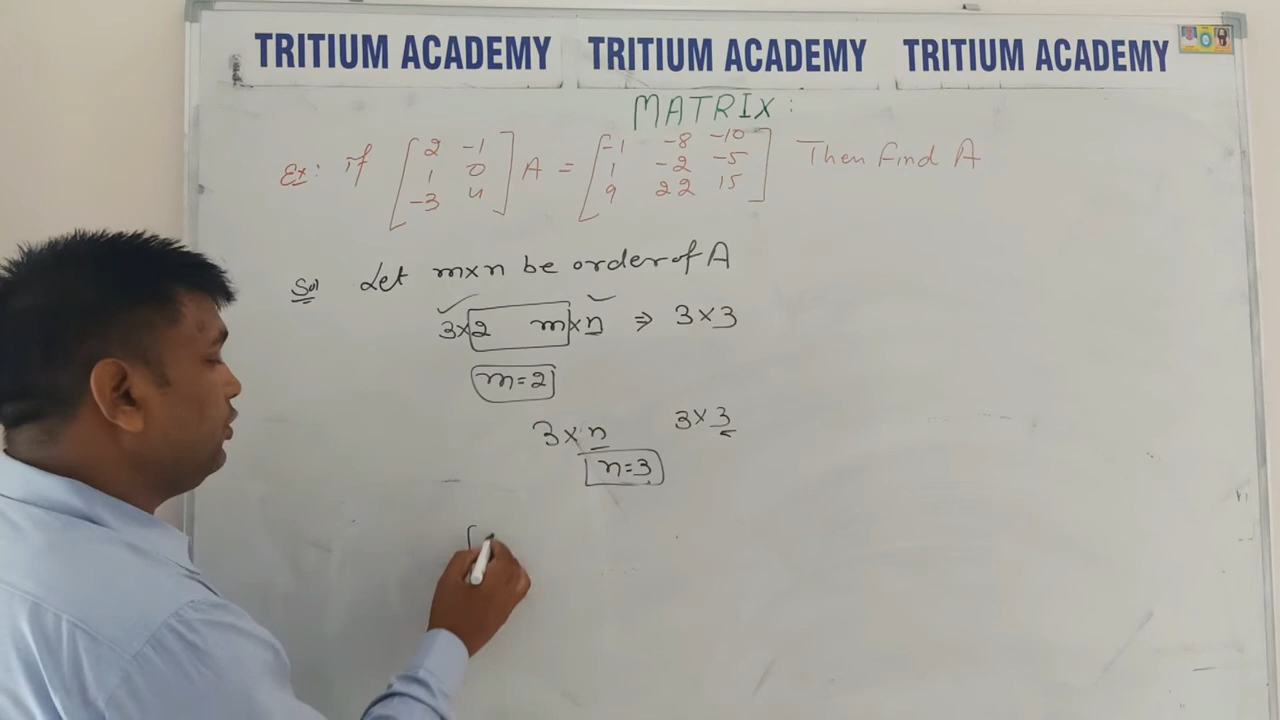 TRITIUM ACADEMY TRITIUM ACADEMY TRITIUM ACADEMY
MATRIX:
Ex: if [2 -1; 1 0; -3 4] A = [-1 -8 -10; 1 -2 -5; 9 22 15] Then find A
Sol Let m×n be order of A
3×2 m×n ⇒ 3×3
m=2
3×n 3×3
n=3
[